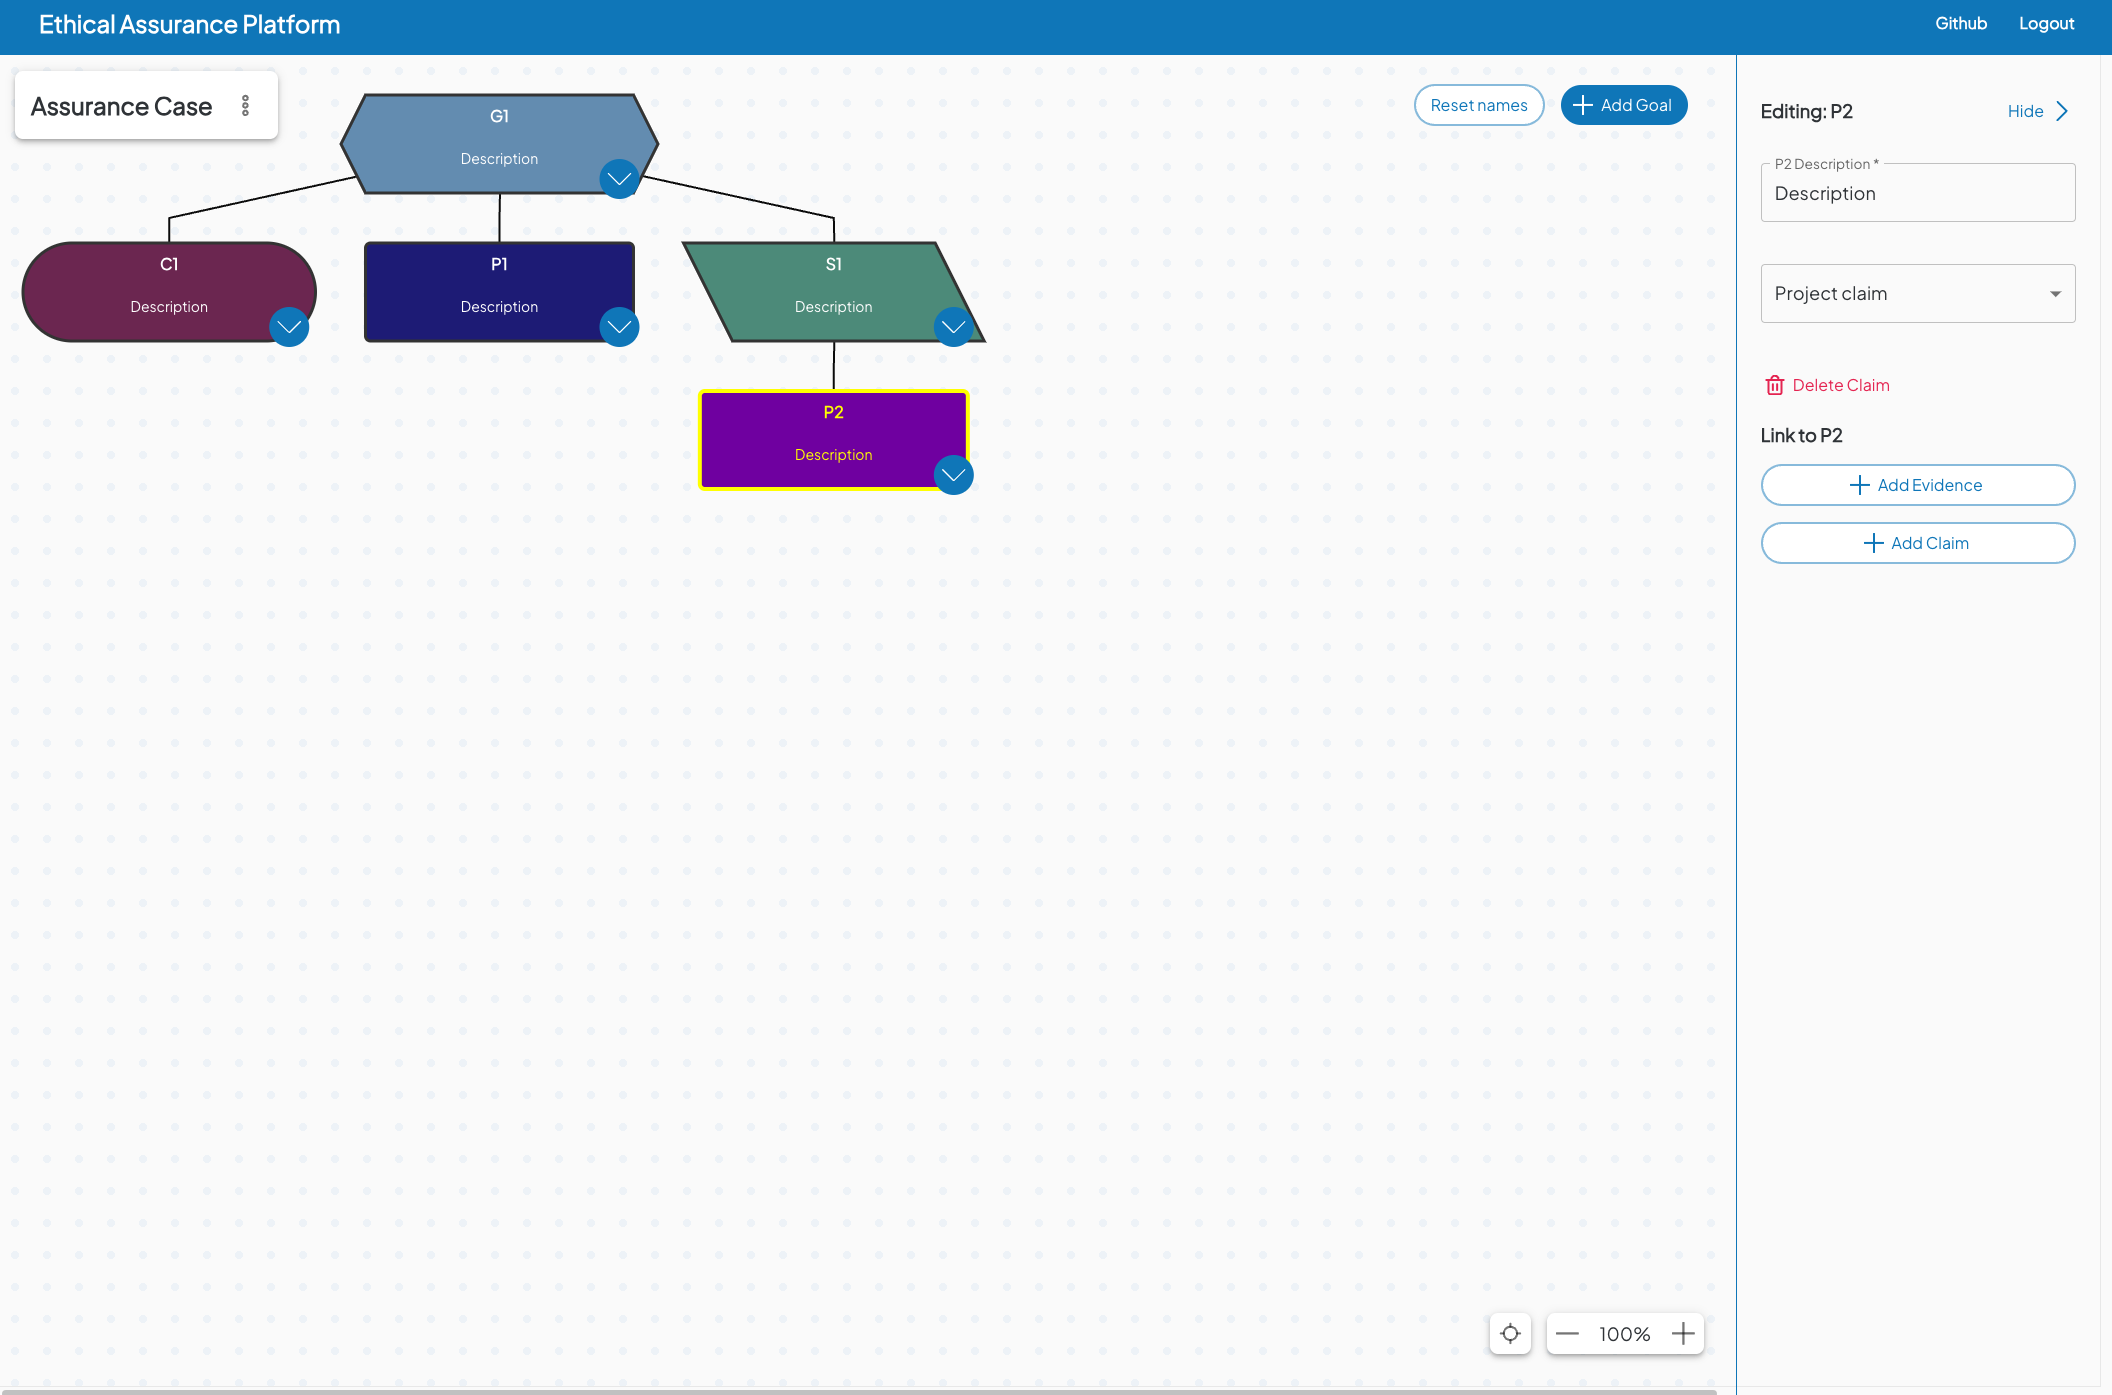 Ethical Assurance Platform
Github
Logout
Assurance Case
Reset names
Add Goal
G1
Description
C1
Description
P1
Description
S1
Description
P2
Description
100%
Editing: P2
Hide
P2 Description *
Description
Project claim
Delete Claim
Link to P2
Add Evidence
Add Claim